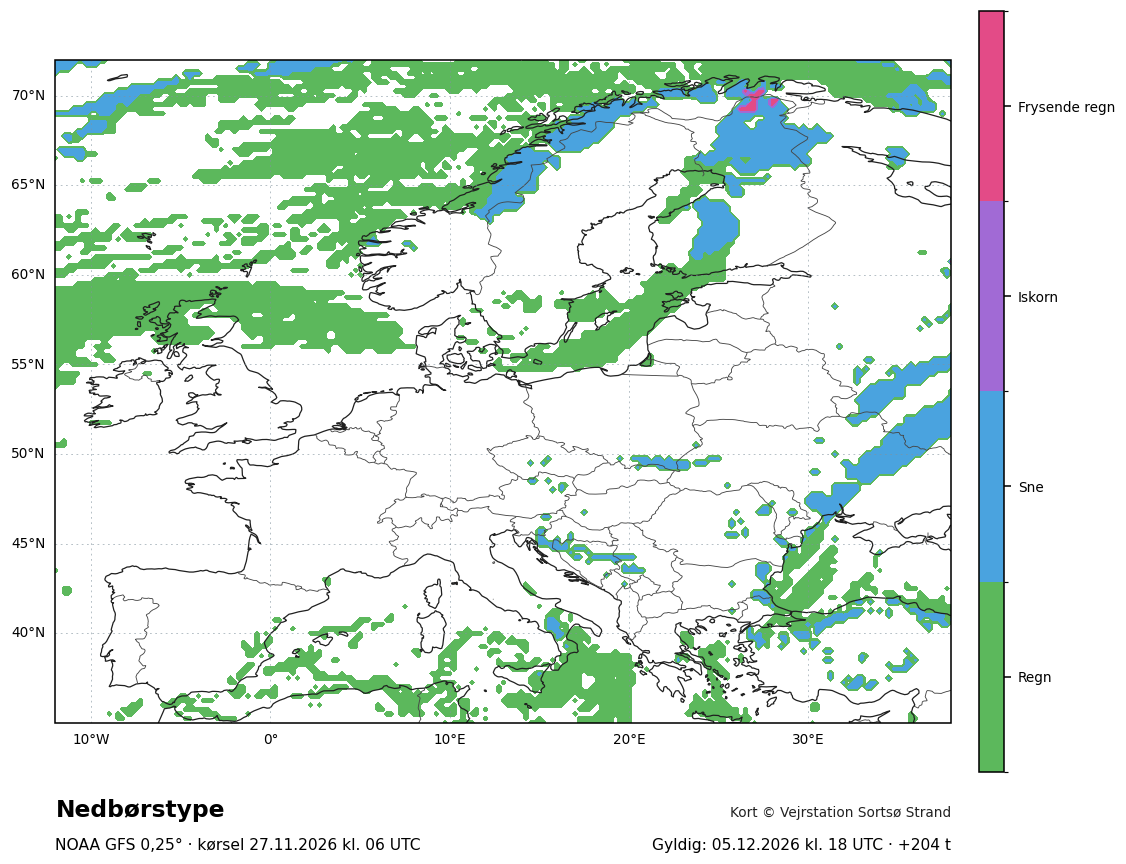 70°N
65°N
60°N
55°N
50°N
45°N
40°N
10°W
0°
10°E
20°E
30°E
Frysende regn
Iskorn
Sne
Regn
Nedbørstype
Kort © Vejrstation Sortsø Strand
NOAA GFS 0,25° · kørsel 27.11.2026 kl. 06 UTC
Gyldig: 05.12.2026 kl. 18 UTC · +204 t